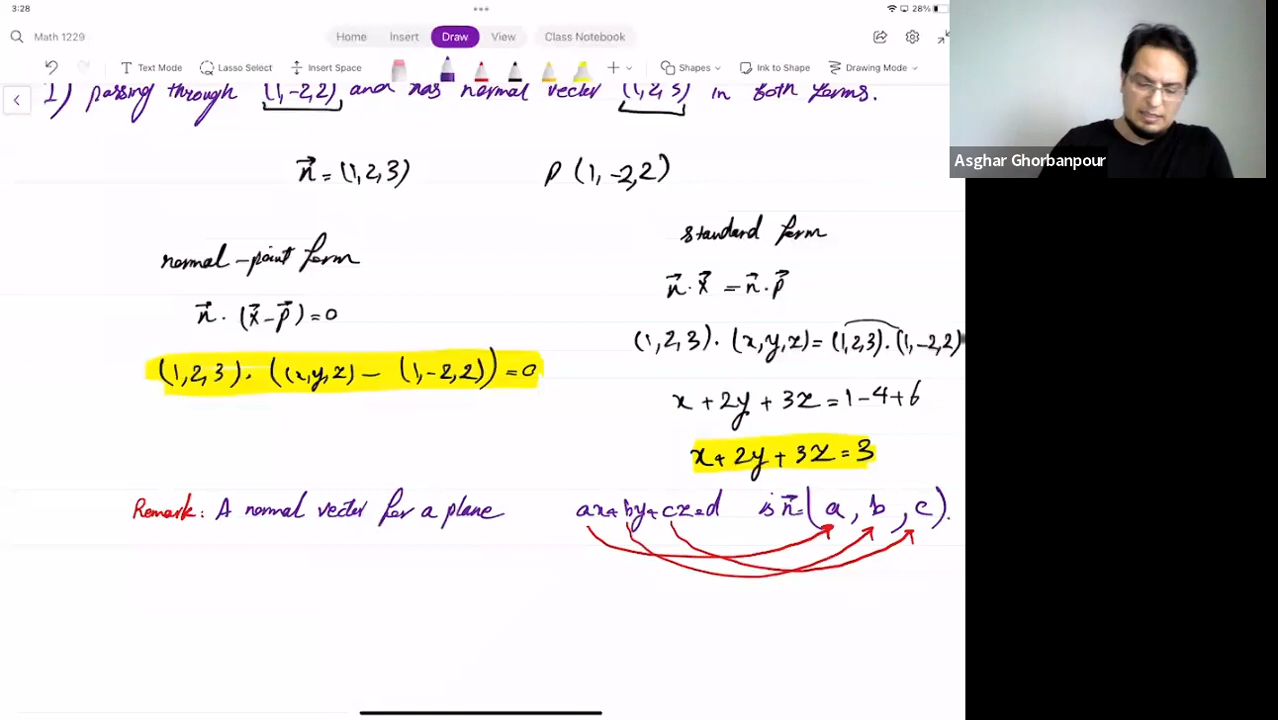 3:28
28%
Math 1229
Home Insert Draw View Class Notebook
Text Mode Lasso Select Insert Space Shapes Ink to Shape Drawing Mode
1) passing through (1,-2,2) and has normal vector (1,2,3) in both forms.
Asghar Ghorbanpour
n⃗ = (1,2,3) P (1,-2,2)
standard form
normal-point form
n⃗ · x⃗ = n⃗ · p⃗
n⃗ · (x⃗ - p⃗) = 0
(1,2,3) · (x,y,z) = (1,2,3) · (1,-2,2)
(1,2,3) · ((x,y,z) - (1,-2,2)) = 0
x + 2y + 3z = 1-4+6
x + 2y + 3z = 3
Remark: A normal vector for a plane ax+by+cz=d is n⃗=(a, b, c).